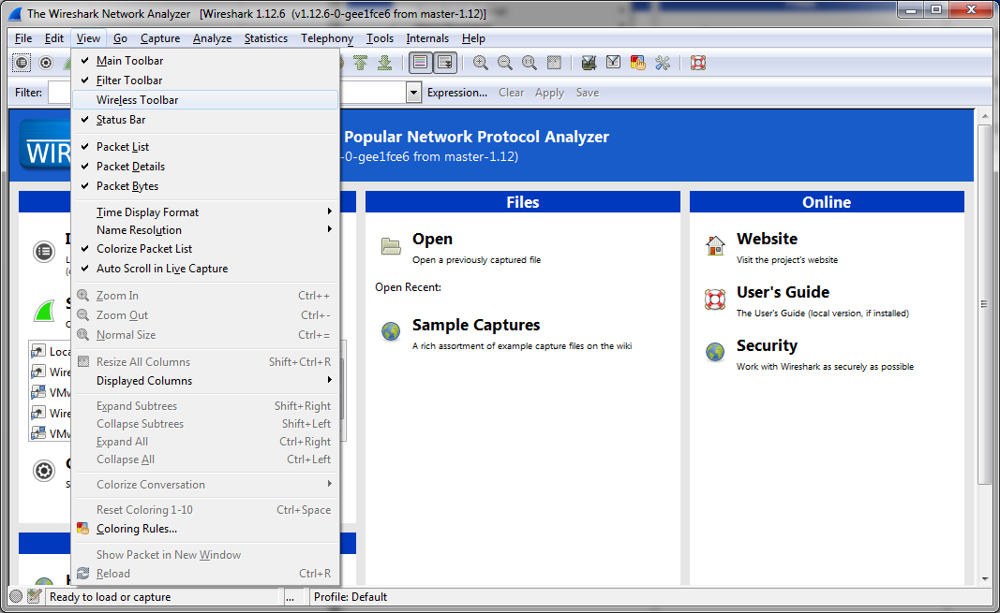 The Wireshark Network Analyzer [Wireshark 1.12.6 (v1.12.6-0-gee1fce6 from master-1.12)]
File Edit View Go Capture Analyze Statistics Telephony Tools Internals Help
Filter: Expression... Clear Apply Save
Main Toolbar
Filter Toolbar
Wireless Toolbar
Status Bar
Packet List
Packet Details
Packet Bytes
Time Display Format
Name Resolution
Colorize Packet List
Auto Scroll in Live Capture
Zoom In Ctrl++
Zoom Out Ctrl+-
Normal Size Ctrl+=
Resize All Columns Shift+Ctrl+R
Displayed Columns
Expand Subtrees Shift+Right
Collapse Subtrees Shift+Left
Expand All Ctrl+Right
Collapse All Ctrl+Left
Colorize Conversation
Reset Coloring 1-10 Ctrl+Space
Coloring Rules...
Show Packet in New Window
Reload Ctrl+R
WIR
Popular Network Protocol Analyzer
-0-gee1fce6 from master-1.12)
Loca
Wire
VMv
Wire
VMv
Files
Open
Open a previously captured file
Open Recent:
Sample Captures
A rich assortment of example capture files on the wiki
Online
Website
Visit the project's website
User's Guide
The User's Guide (local version, if installed)
Security
Work with Wireshark as securely as possible
Ready to load or capture ... Profile: Default